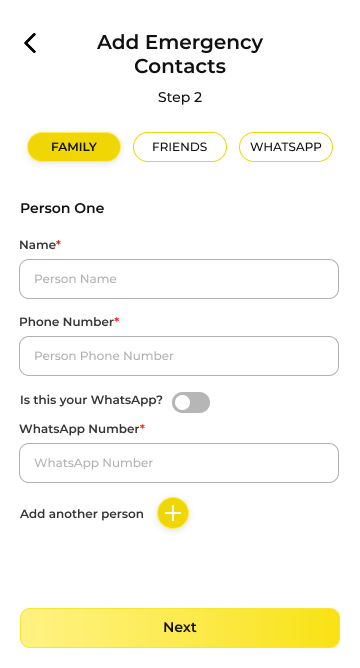 Add Emergency
Contacts
Step 2
FAMILY
FRIENDS
WHATSAPP
Person One
Name*
Person Name
Phone Number*
Person Phone Number
Is this your WhatsApp?
WhatsApp Number*
WhatsApp Number
Add another person
Next